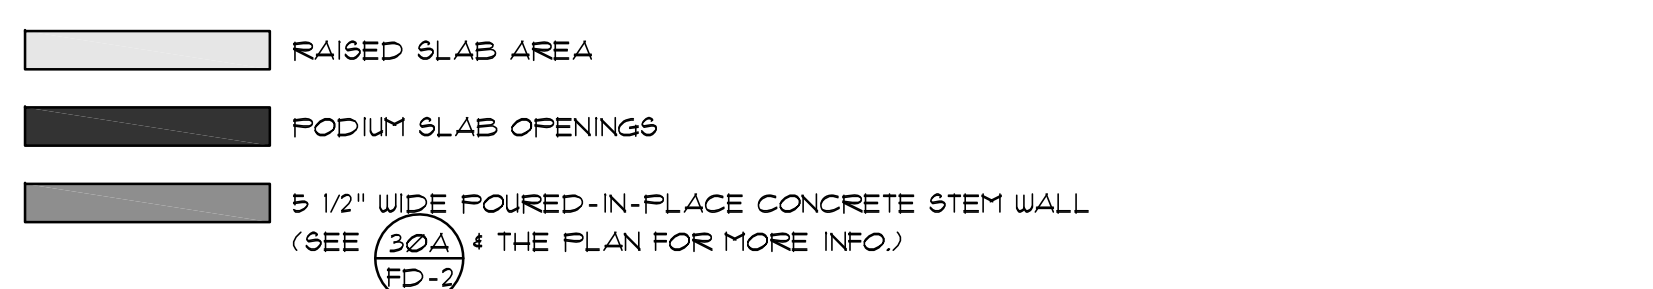 RAISED SLAB AREA
PODIUM SLAB OPENINGS
5 1/2" WIDE POURED-IN-PLACE CONCRETE STEM WALL
(SEE 30A & THE PLAN FOR MORE INFO.)
FD-2